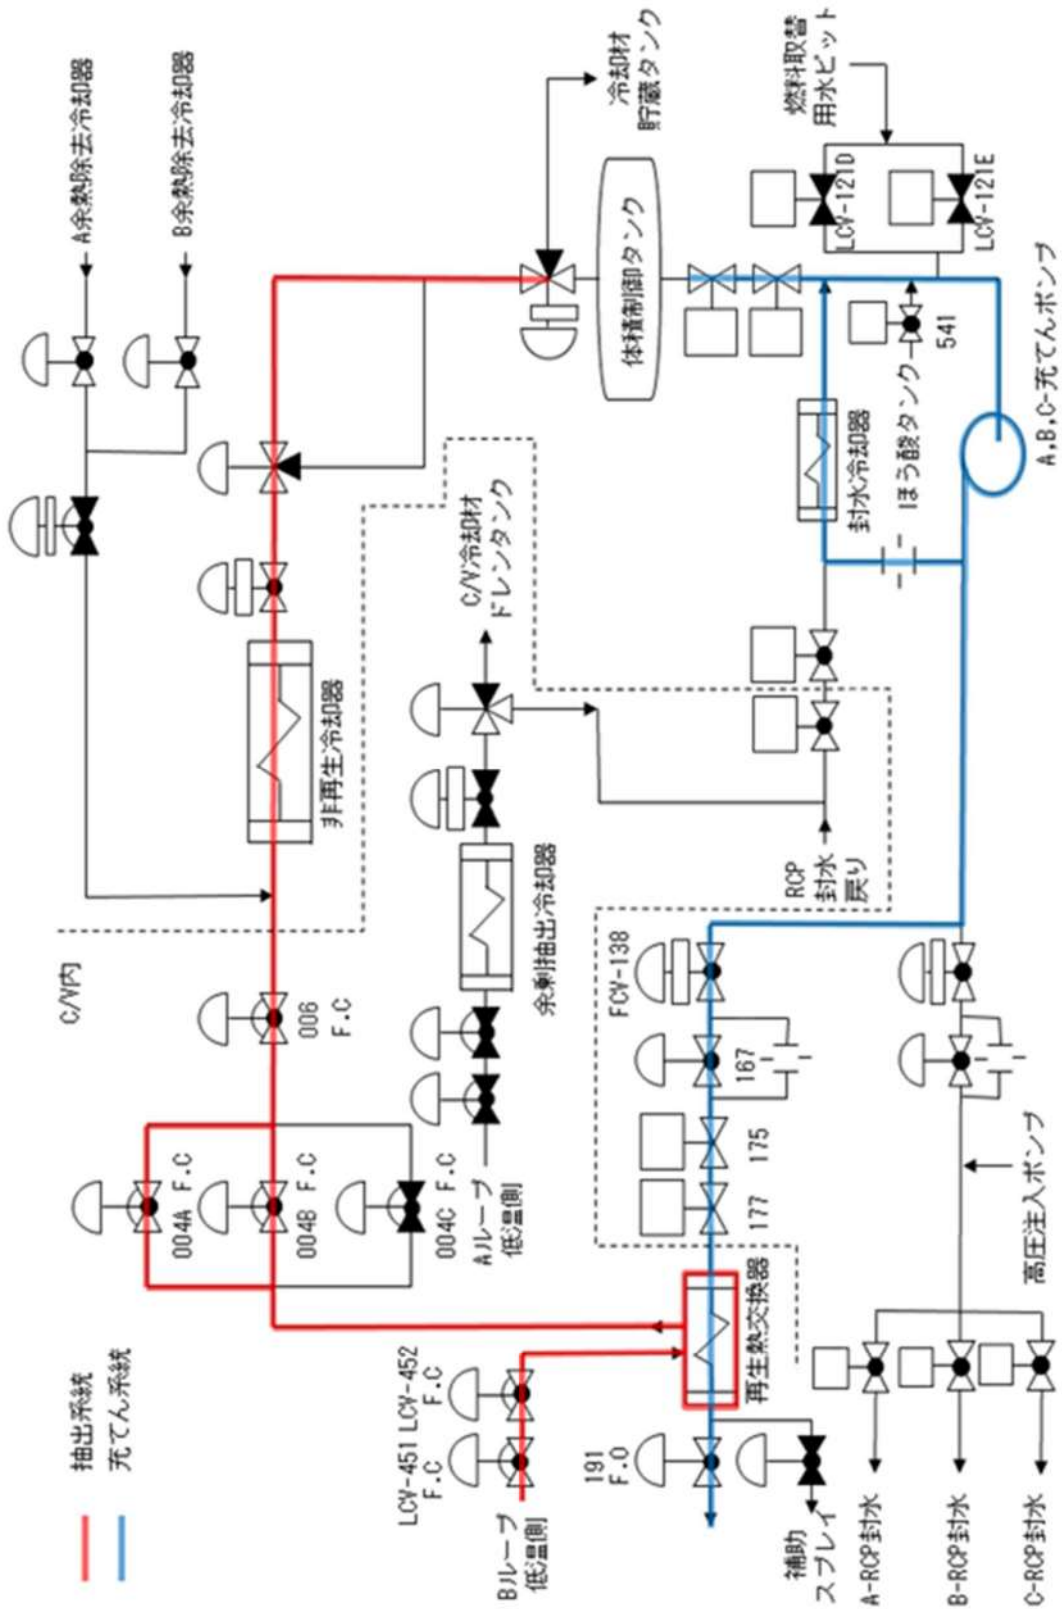 抽出系統
充てん系統
A余熱除去冷却器
B余熱除去冷却器
C/V内
004A F.C
004B F.C
004C F.C
006
F.C
非再生冷却器
Aループ
低温側
余剰抽出冷却器
C/V冷却材
ドレンタンク
冷却材
貯蔵タンク
体積制御タンク
LCV-451
F.C
LCV-452
F.C
Bループ
低温側
再生熱交換器
191
F.O
補助
スプレイ
177
175
167
FCV-138
RCP
封水
戻り
封水冷却器
ほう酸タンク
541
燃料取替
用水ピット
LCV-121D
LCV-121E
A,B,C-充てんポンプ
高圧注入ポンプ
A-RCP封水
B-RCP封水
C-RCP封水